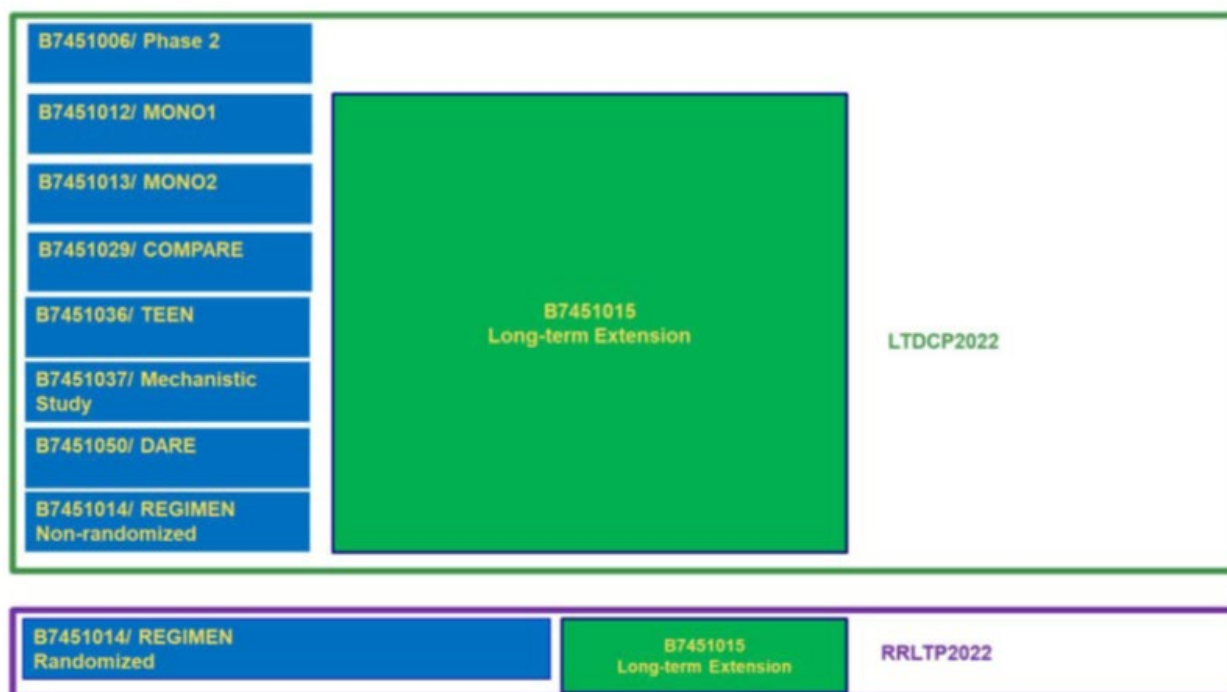 B7451006/ Phase 2
B7451012/ MONO1
B7451013/ MONO2
B7451029/ COMPARE
B7451036/ TEEN
B7451037/ Mechanistic
Study
B7451050/ DARE
B7451014/ REGIMEN
Non-randomized
B7451015
Long-term Extension
LTDCP2022
B7451014/ REGIMEN
Randomized
B7451015
Long-term Extension
RRLTP2022